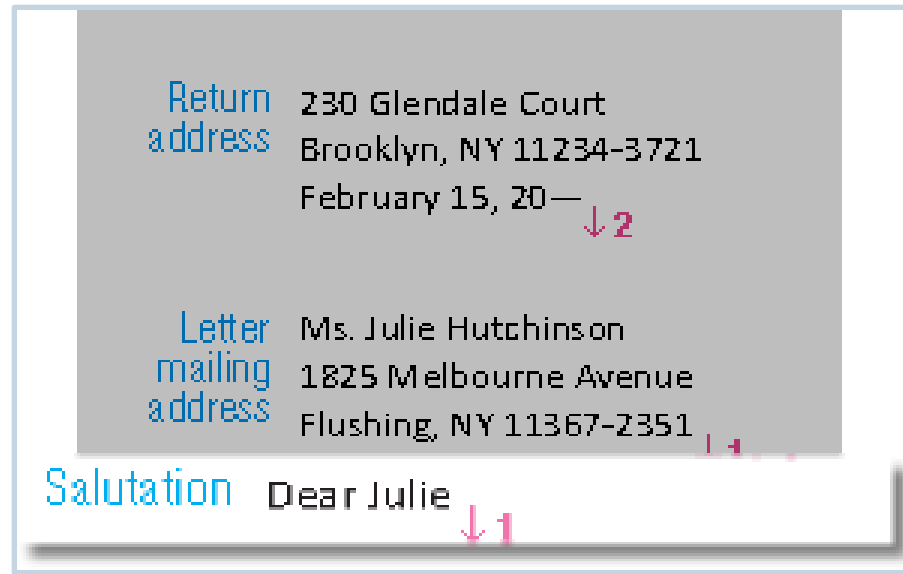 Return address
230 Glendale Court
Brooklyn, NY 11234-3721
February 15, 20—
↓2
Letter mailing address
Ms. Julie Hutchinson
1825 Melbourne Avenue
Flushing, NY 11367-2351
↓1
Salutation Dear Julie
↓1